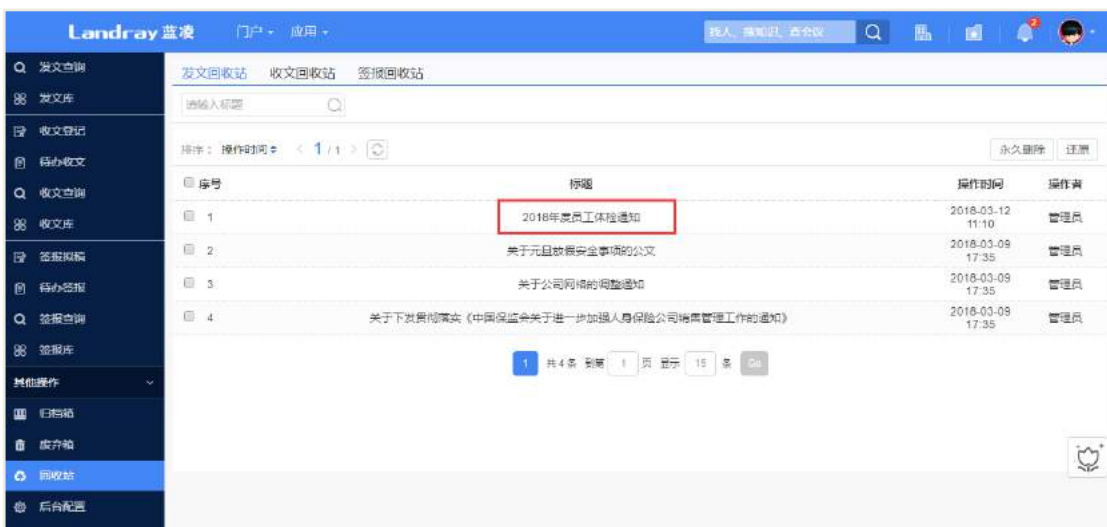 Landray 蓝凌 门户 应用 找人、搜知识、查会议 2
发文查询
发文库
收文登记
待办收文
收文查询
收文库
签报拟稿
待办签报
签报查询
签报库
其他操作
归档箱
废弃箱
回收站
后台配置
发文回收站 收文回收站 签报回收站
请输入标题
排序: 操作时间 < 1 / 1 > 永久删除 还原
序号 标题 操作时间 操作者
1 2018年度员工体检通知 2018-03-12 11:10 管理员
2 关于元旦放假安全事项的公文 2018-03-09 17:35 管理员
3 关于公司网络的调整通知 2018-03-09 17:35 管理员
4 关于下发贯彻落实《中国保监会关于进一步加强人身保险公司销售管理工作的通知》 2018-03-09 17:35 管理员
1 共4条 到第 1 页 显示 15 条 Go